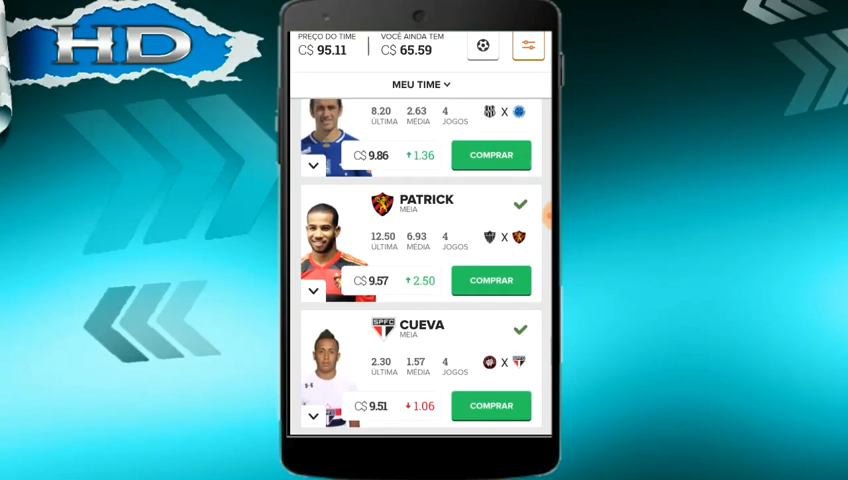 HD
PREÇO DO TIME
C$ 95.11
VOCÊ AINDA TEM
C$ 65.59
MEU TIME
8.20 2.63 4
ÚLTIMA MÉDIA JOGOS
X
C$ 9.86 1.36 COMPRAR
PATRICK
MEIA
12.50 6.93 4
ÚLTIMA MÉDIA JOGOS
X
C$ 9.57 2.50 COMPRAR
SPFC CUEVA
MEIA
2.30 1.57 4
ÚLTIMA MÉDIA JOGOS
X
C$ 9.51 1.06 COMPRAR